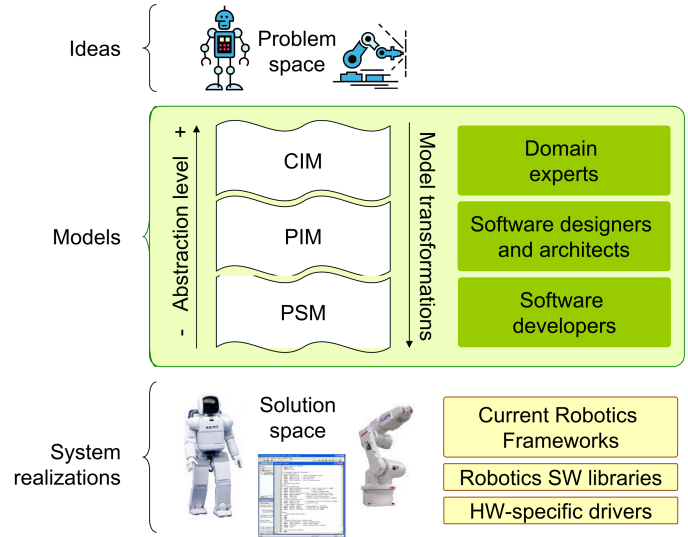 Ideas
Problem
space
Models
+
Abstraction level
-
CIM
PIM
PSM
Model transformations
Domain
experts
Software designers
and architects
Software
developers
System
realizations
Solution
space
Current Robotics
Frameworks
Robotics SW libraries
HW-specific drivers